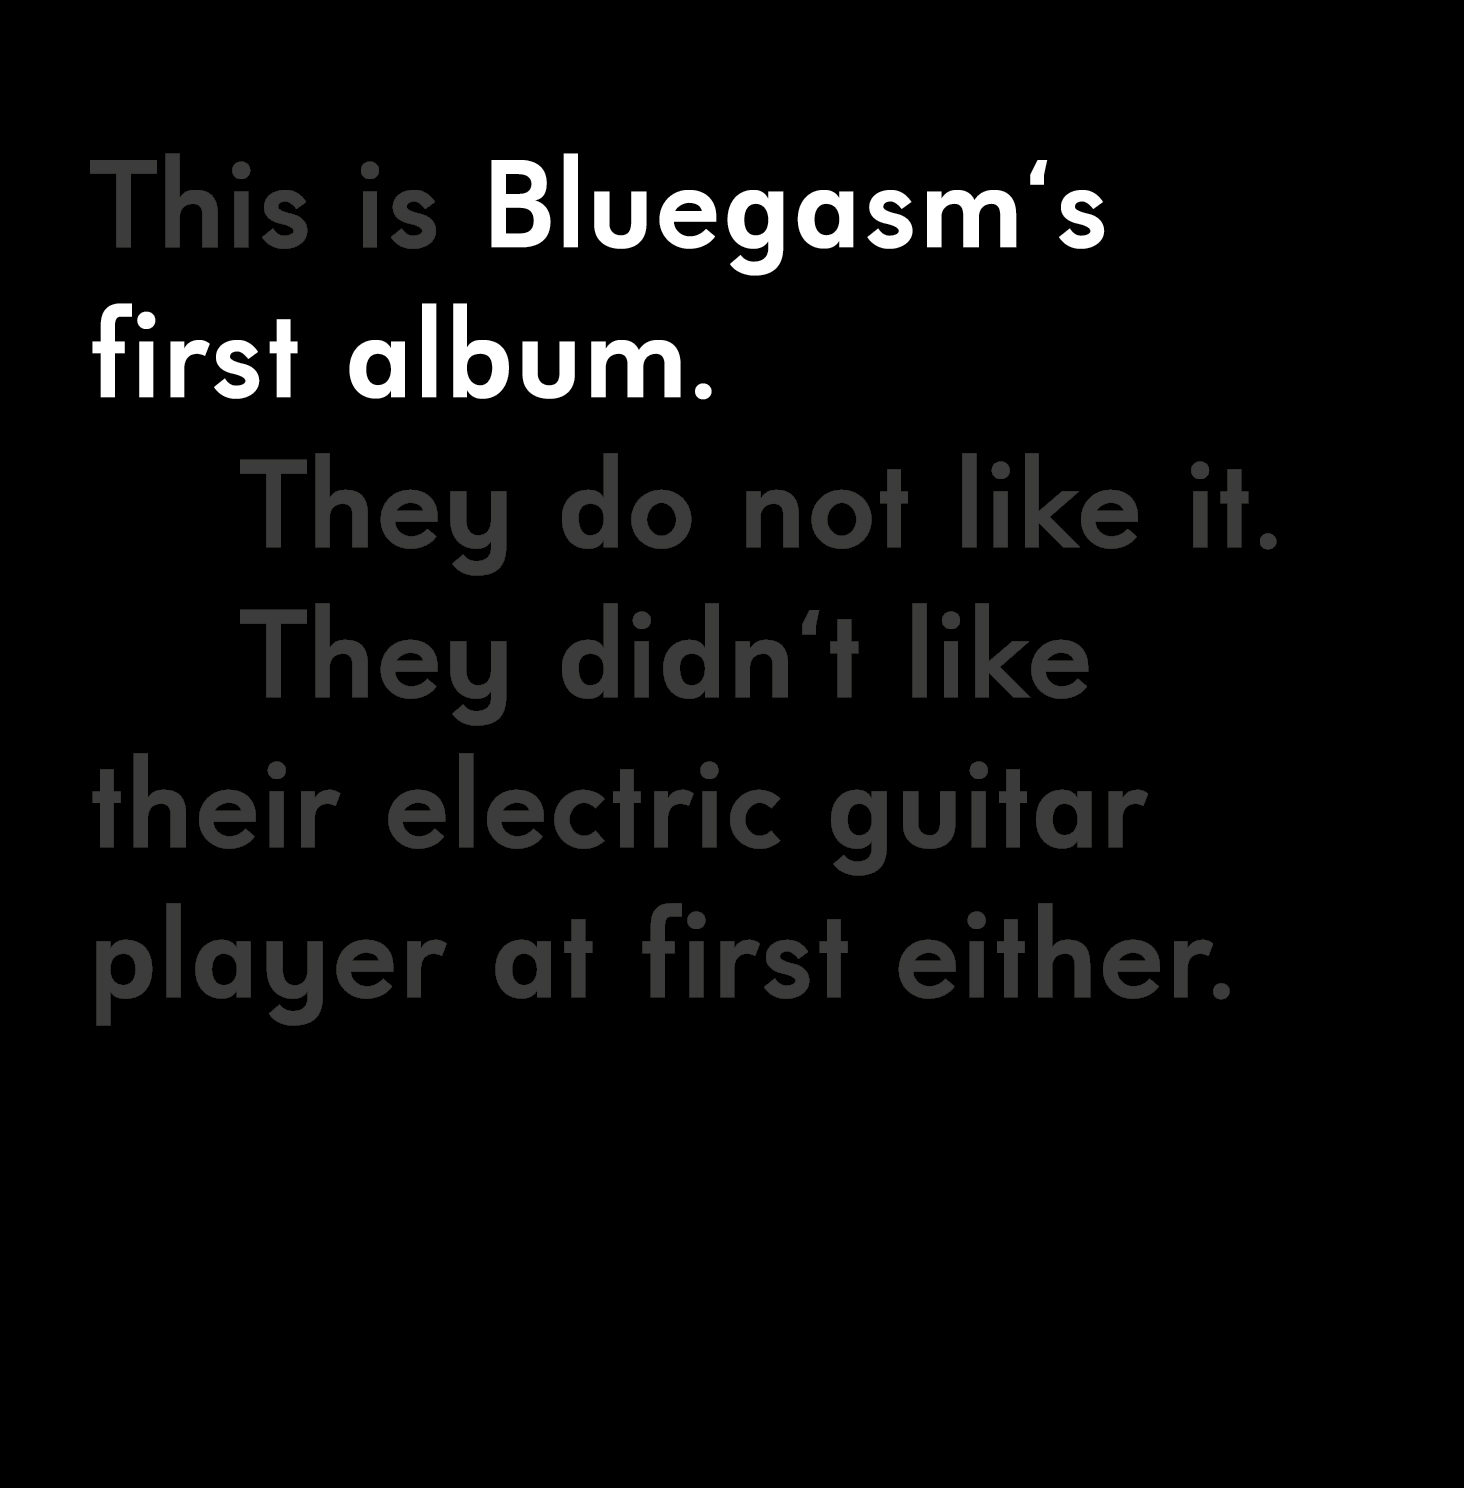 This is Bluegasm‘s
first album.
They do not like it.
They didn‘t like
their electric guitar
player at first either.